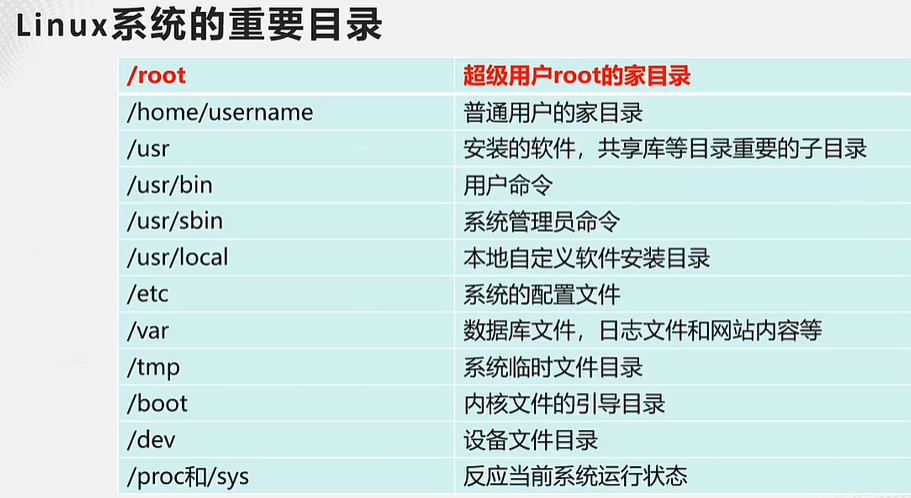 Linux系统的重要目录
/root 超级用户root的家目录
/home/username 普通用户的家目录
/usr 安装的软件，共享库等目录重要的子目录
/usr/bin 用户命令
/usr/sbin 系统管理员命令
/usr/local 本地自定义软件安装目录
/etc 系统的配置文件
/var 数据库文件，日志文件和网站内容等
/tmp 系统临时文件目录
/boot 内核文件的引导目录
/dev 设备文件目录
/proc和/sys 反应当前系统运行状态